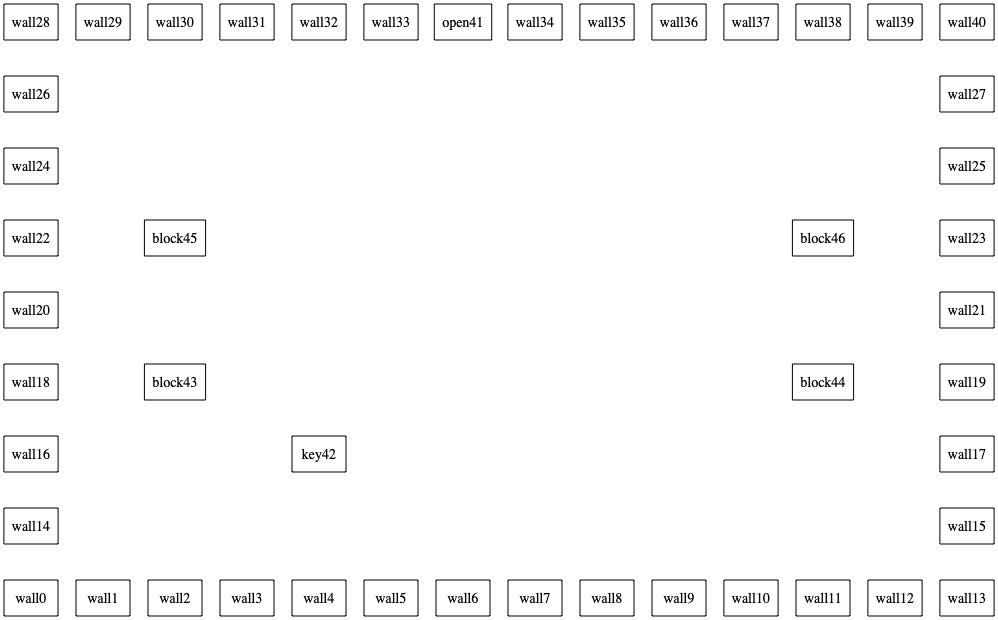 wall28 wall29 wall30 wall31 wall32 wall33 open41 wall34 wall35 wall36 wall37 wall38 wall39 wall40
wall26 wall27
wall24 wall25
wall22 block45 block46 wall23
wall20 wall21
wall18 block43 block44 wall19
wall16 key42 wall17
wall14 wall15
wall0 wall1 wall2 wall3 wall4 wall5 wall6 wall7 wall8 wall9 wall10 wall11 wall12 wall13